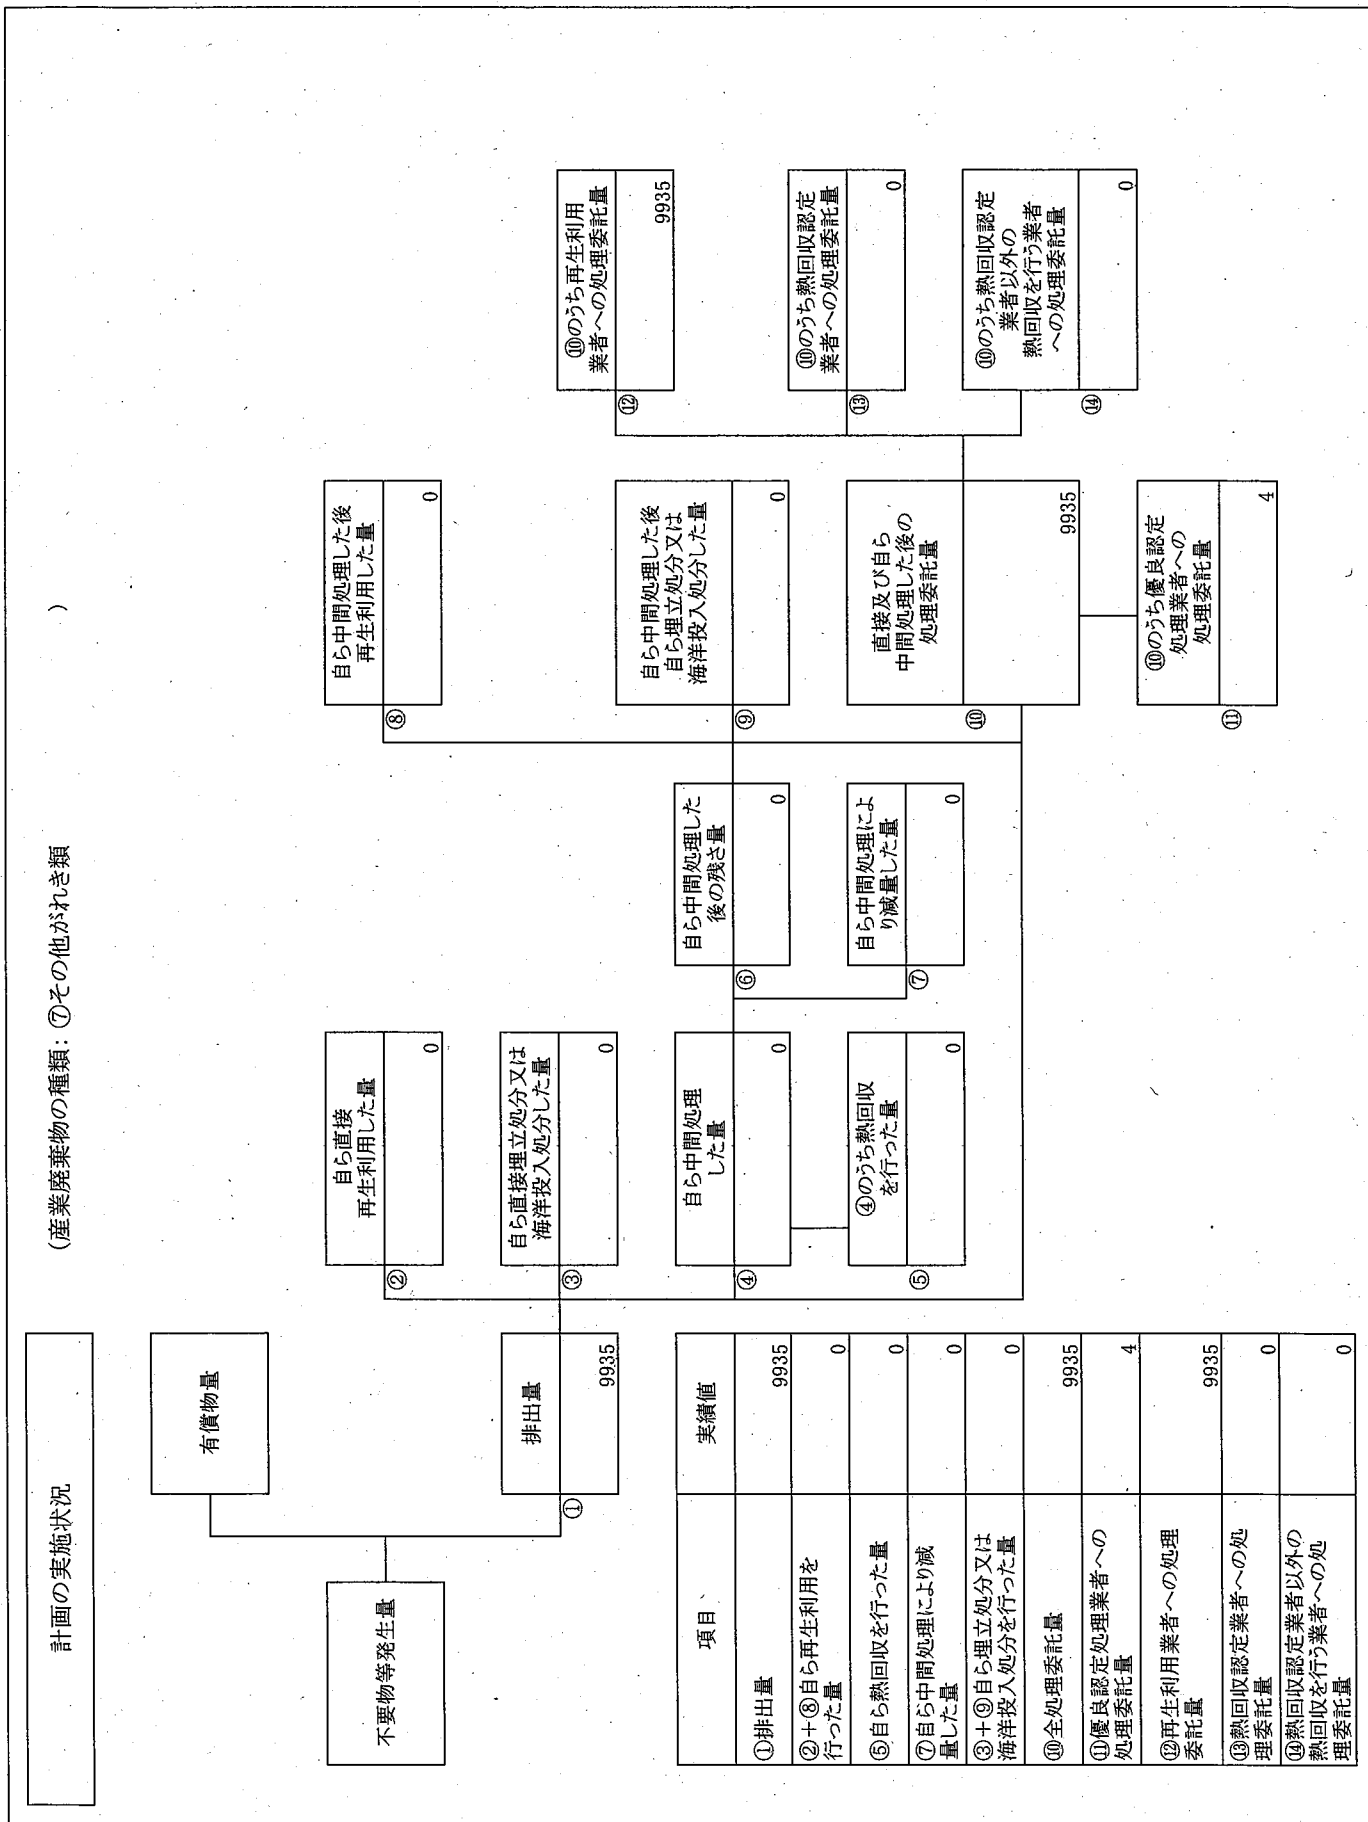 計画の実施状況
(産業廃棄物の種類：⑦その他がれき類
)
不要物等発生量
有償物量
排出量
①
9935
自ら直接
再生利用した量
②
0
自ら直接埋立処分又は
海洋投入処分した量
③
0
自ら中間処理
した量
④
0
④のうち熱回収
を行った量
⑤
0
自ら中間処理した
後の残さ量
⑥
0
自ら中間処理によ
り減量した量
⑦
0
自ら中間処理した後
再生利用した量
⑧
0
自ら中間処理した後
自ら埋立処分又は
海洋投入処分した量
⑨
0
直接及び自ら
中間処理した後の
処理委託量
⑩
9935
⑩のうち優良認定
処理業者への
処理委託量
⑪
4
⑩のうち再生利用
業者への処理委託量
⑫
9935
⑩のうち熱回収認定
業者への処理委託量
⑬
0
⑩のうち熱回収認定
業者以外の
熱回収を行う業者
への処理委託量
⑭
0
項目
実績値
①排出量
9935
②+⑧自ら再生利用を
行った量
0
⑤自ら熱回収を行った量
0
⑦自ら中間処理により減
量した量
0
③+⑨自ら埋立処分又は
海洋投入処分を行った量
0
⑩全処理委託量
9935
⑪優良認定処理業者への
処理委託量
4
⑫再生利用業者への処理
委託量
9935
⑬熱回収認定業者への処
理委託量
0
⑭熱回収認定業者以外の
熱回収を行う業者への処
理委託量
0